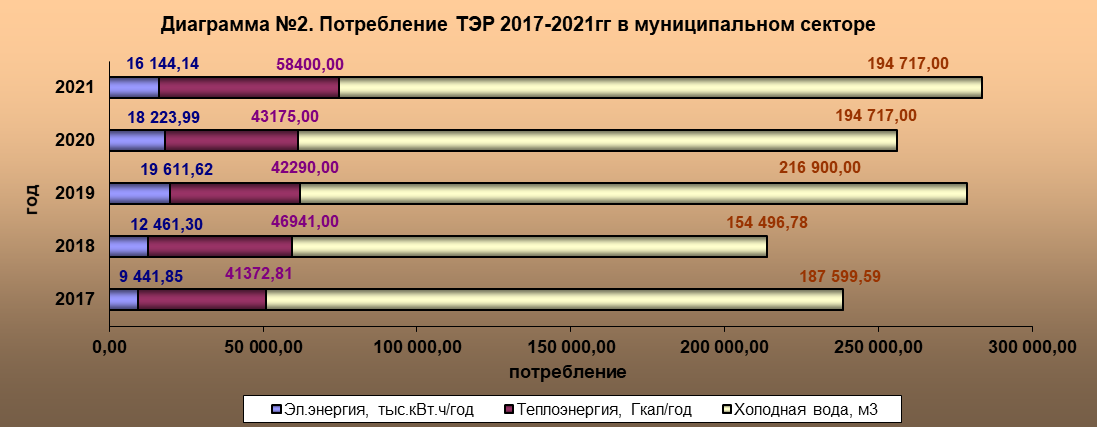 Диаграмма №2. Потребление ТЭР 2017-2021гг в муниципальном секторе
2021 16 144,14 58400,00 194 717,00
2020 18 223,99 43175,00 194 717,00
2019 19 611,62 42290,00 216 900,00
2018 12 461,30 46941,00 154 496,78
2017 9 441,85 41372,81 187 599,59
год
0,00 50 000,00 100 000,00 150 000,00 200 000,00 250 000,00 300 000,00
потребление
Эл.энергия, тыс.кВт.ч/год Теплоэнергия, Гкал/год Холодная вода, м3